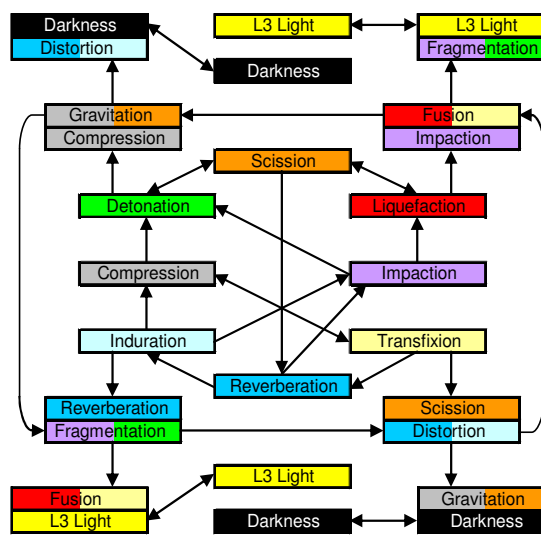 Darkness
Distortion
L3 Light
L3 Light
Fragmentation
Darkness
Gravitation
Compression
Fusion
Impaction
Scission
Detonation
Liquefaction
Compression
Impaction
Induration
Transfixion
Reverberation
Reverberation
Fragmentation
Scission
Distortion
L3 Light
Fusion
L3 Light
Darkness
Gravitation
Darkness